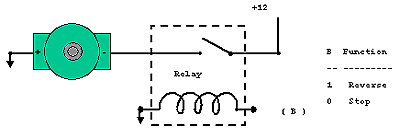 +12
+
-
Relay
( B )
B Function
-- ---------
1 Reverse
0 Stop